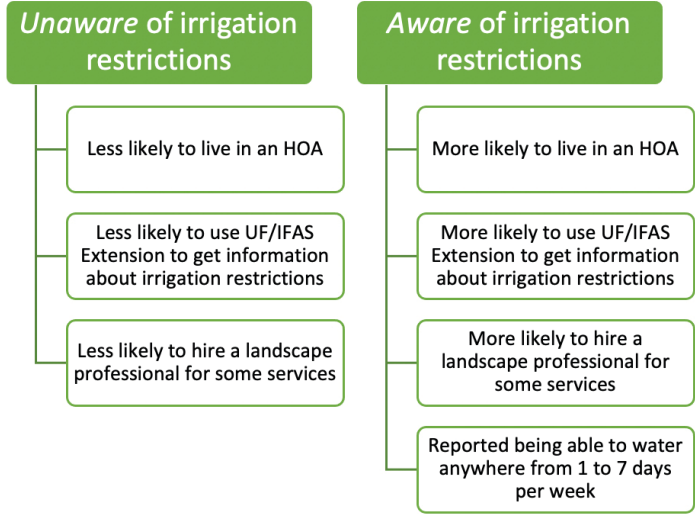 Unaware of irrigation
restrictions
Less likely to live in an HOA
Less likely to use UF/IFAS
Extension to get information
about irrigation restrictions
Less likely to hire a landscape
professional for some services
Aware of irrigation
restrictions
More likely to live in an HOA
More likely to use UF/IFAS
Extension to get information
about irrigation restrictions
More likely to hire a
landscape professional for
some services
Reported being able to water
anywhere from 1 to 7 days
per week